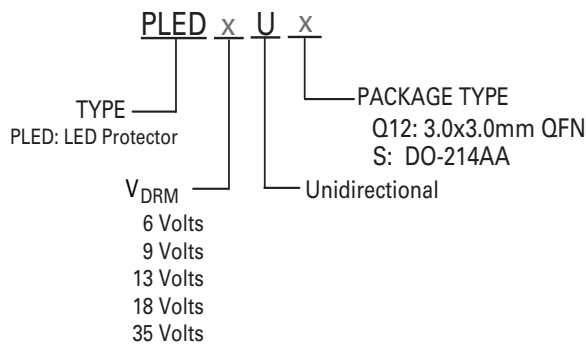 PLED x U x
TYPE
PLED: LED Protector
PACKAGE TYPE
Q12: 3.0x3.0mm QFN
S: DO-214AA
VDRM
Unidirectional
6 Volts
9 Volts
13 Volts
18 Volts
35 Volts